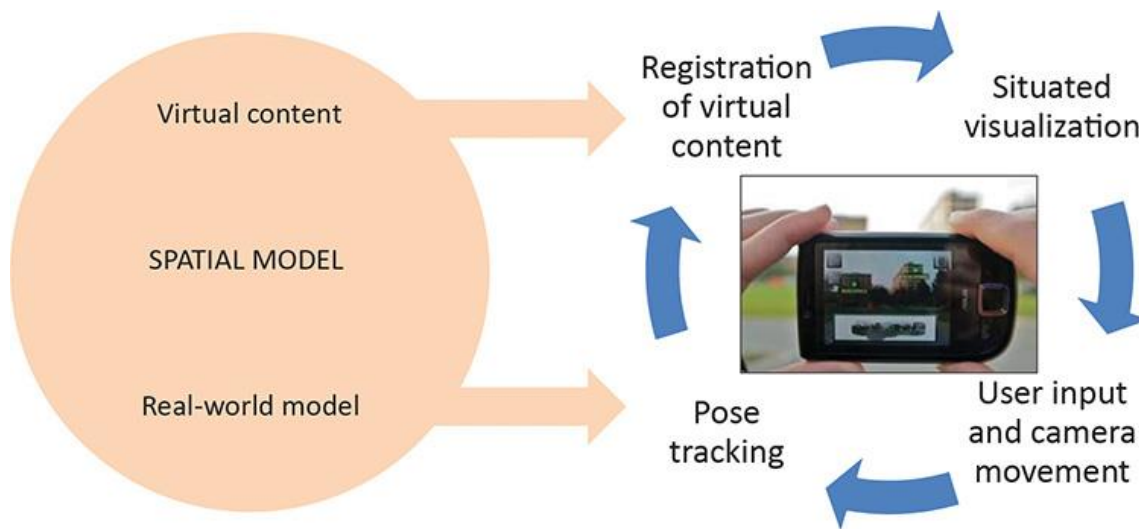 Virtual content
SPATIAL MODEL
Real-world model
Registration
of virtual
content
Situated
visualization
User input
and camera
movement
Pose
tracking
ASUS